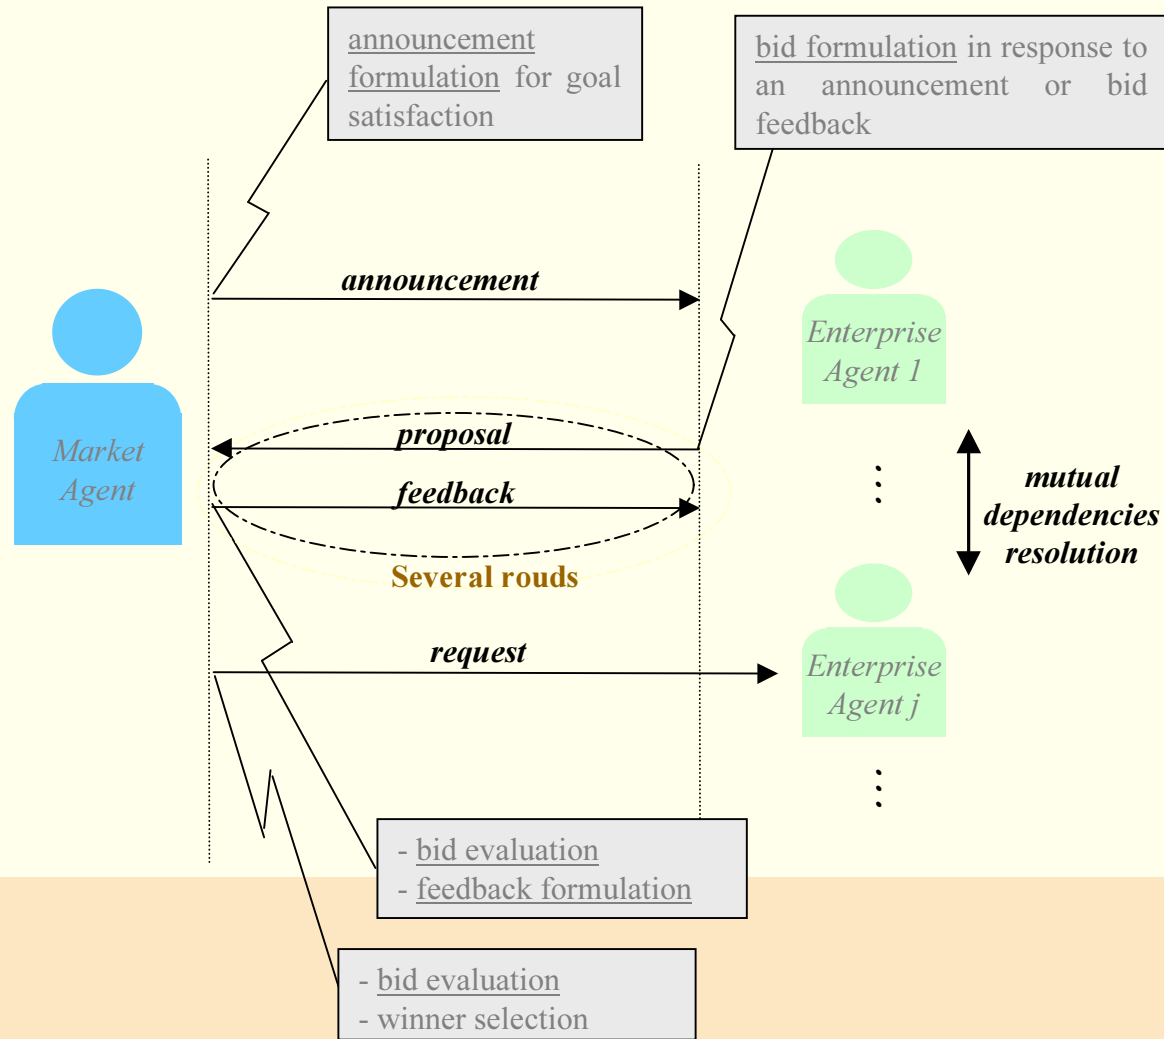 announcement
formulation for goal
satisfaction
bid formulation in response to
an announcement or bid
feedback
announcement
Enterprise
Agent 1
Market
Agent
proposal
feedback
Several rouds
mutual
dependencies
resolution
request
Enterprise
Agent j
- bid evaluation
- feedback formulation
- bid evaluation
- winner selection